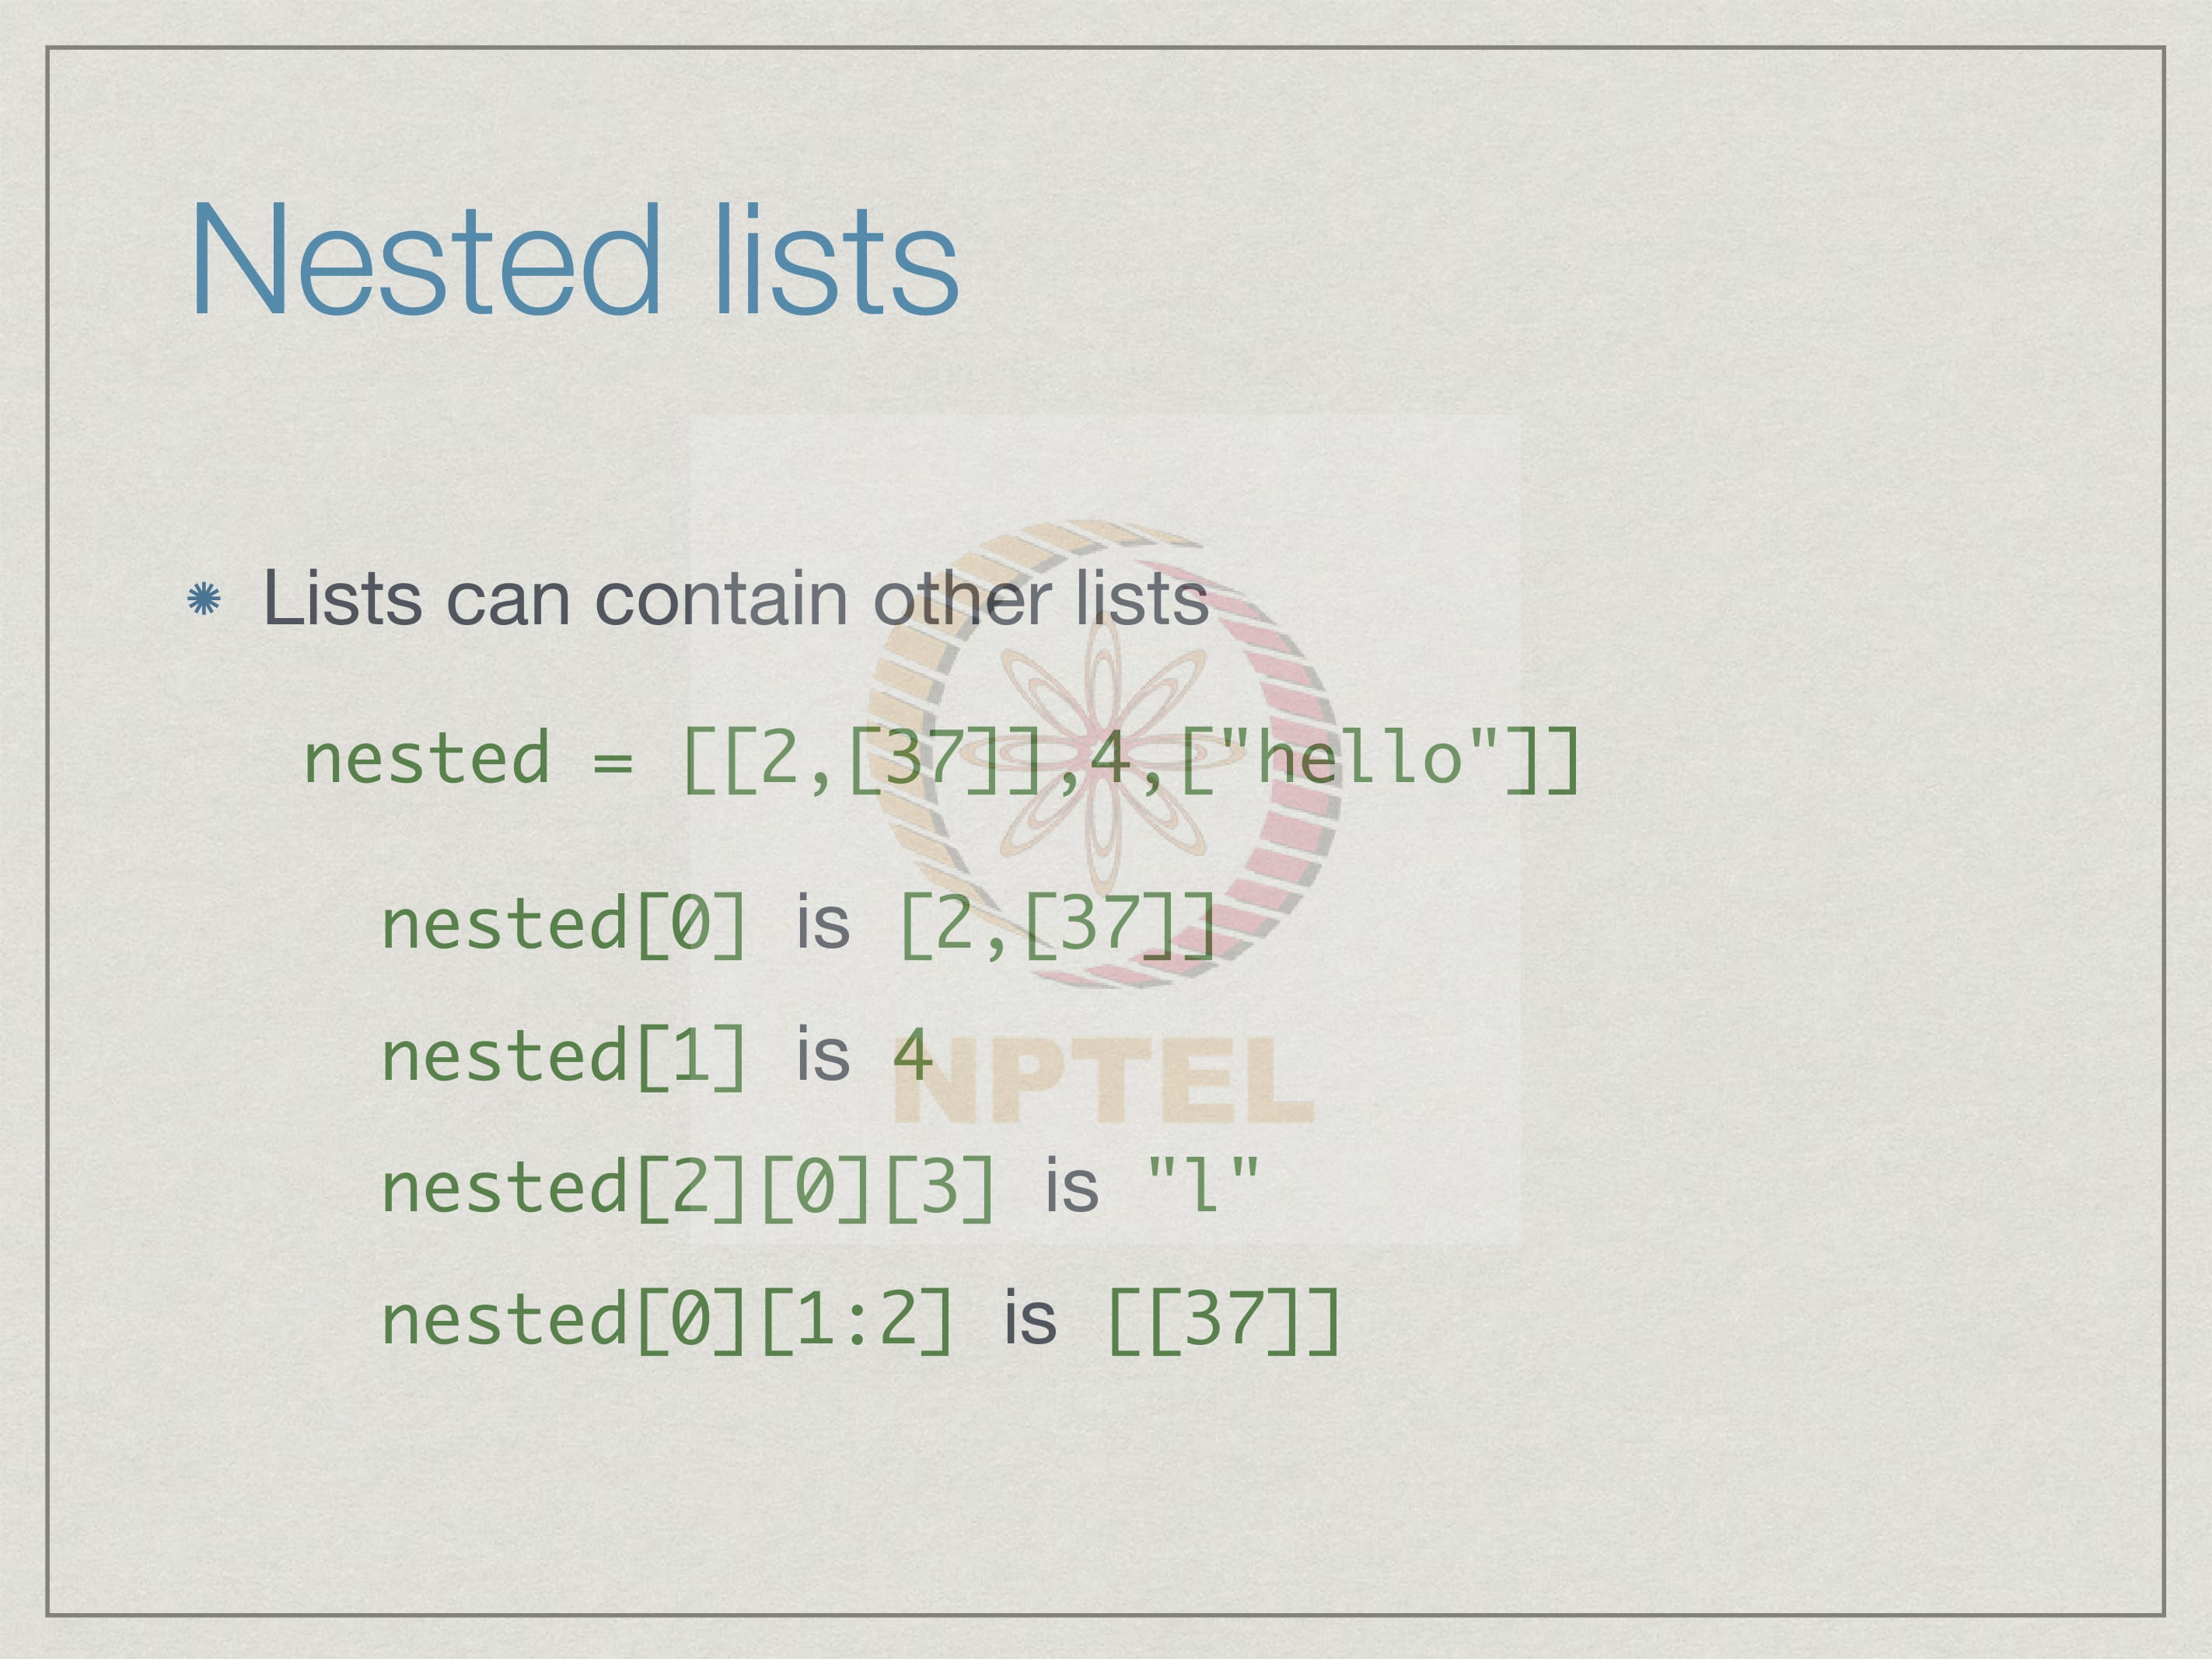 Nested lists
Lists can contain other lists
nested = [[2,[37]],4,["hello"]]
nested[0] is [2,[37]]
nested[1] is 4
NPTEL
nested[2][0][3] is "l"
nested[0][1:2] is [[37]]